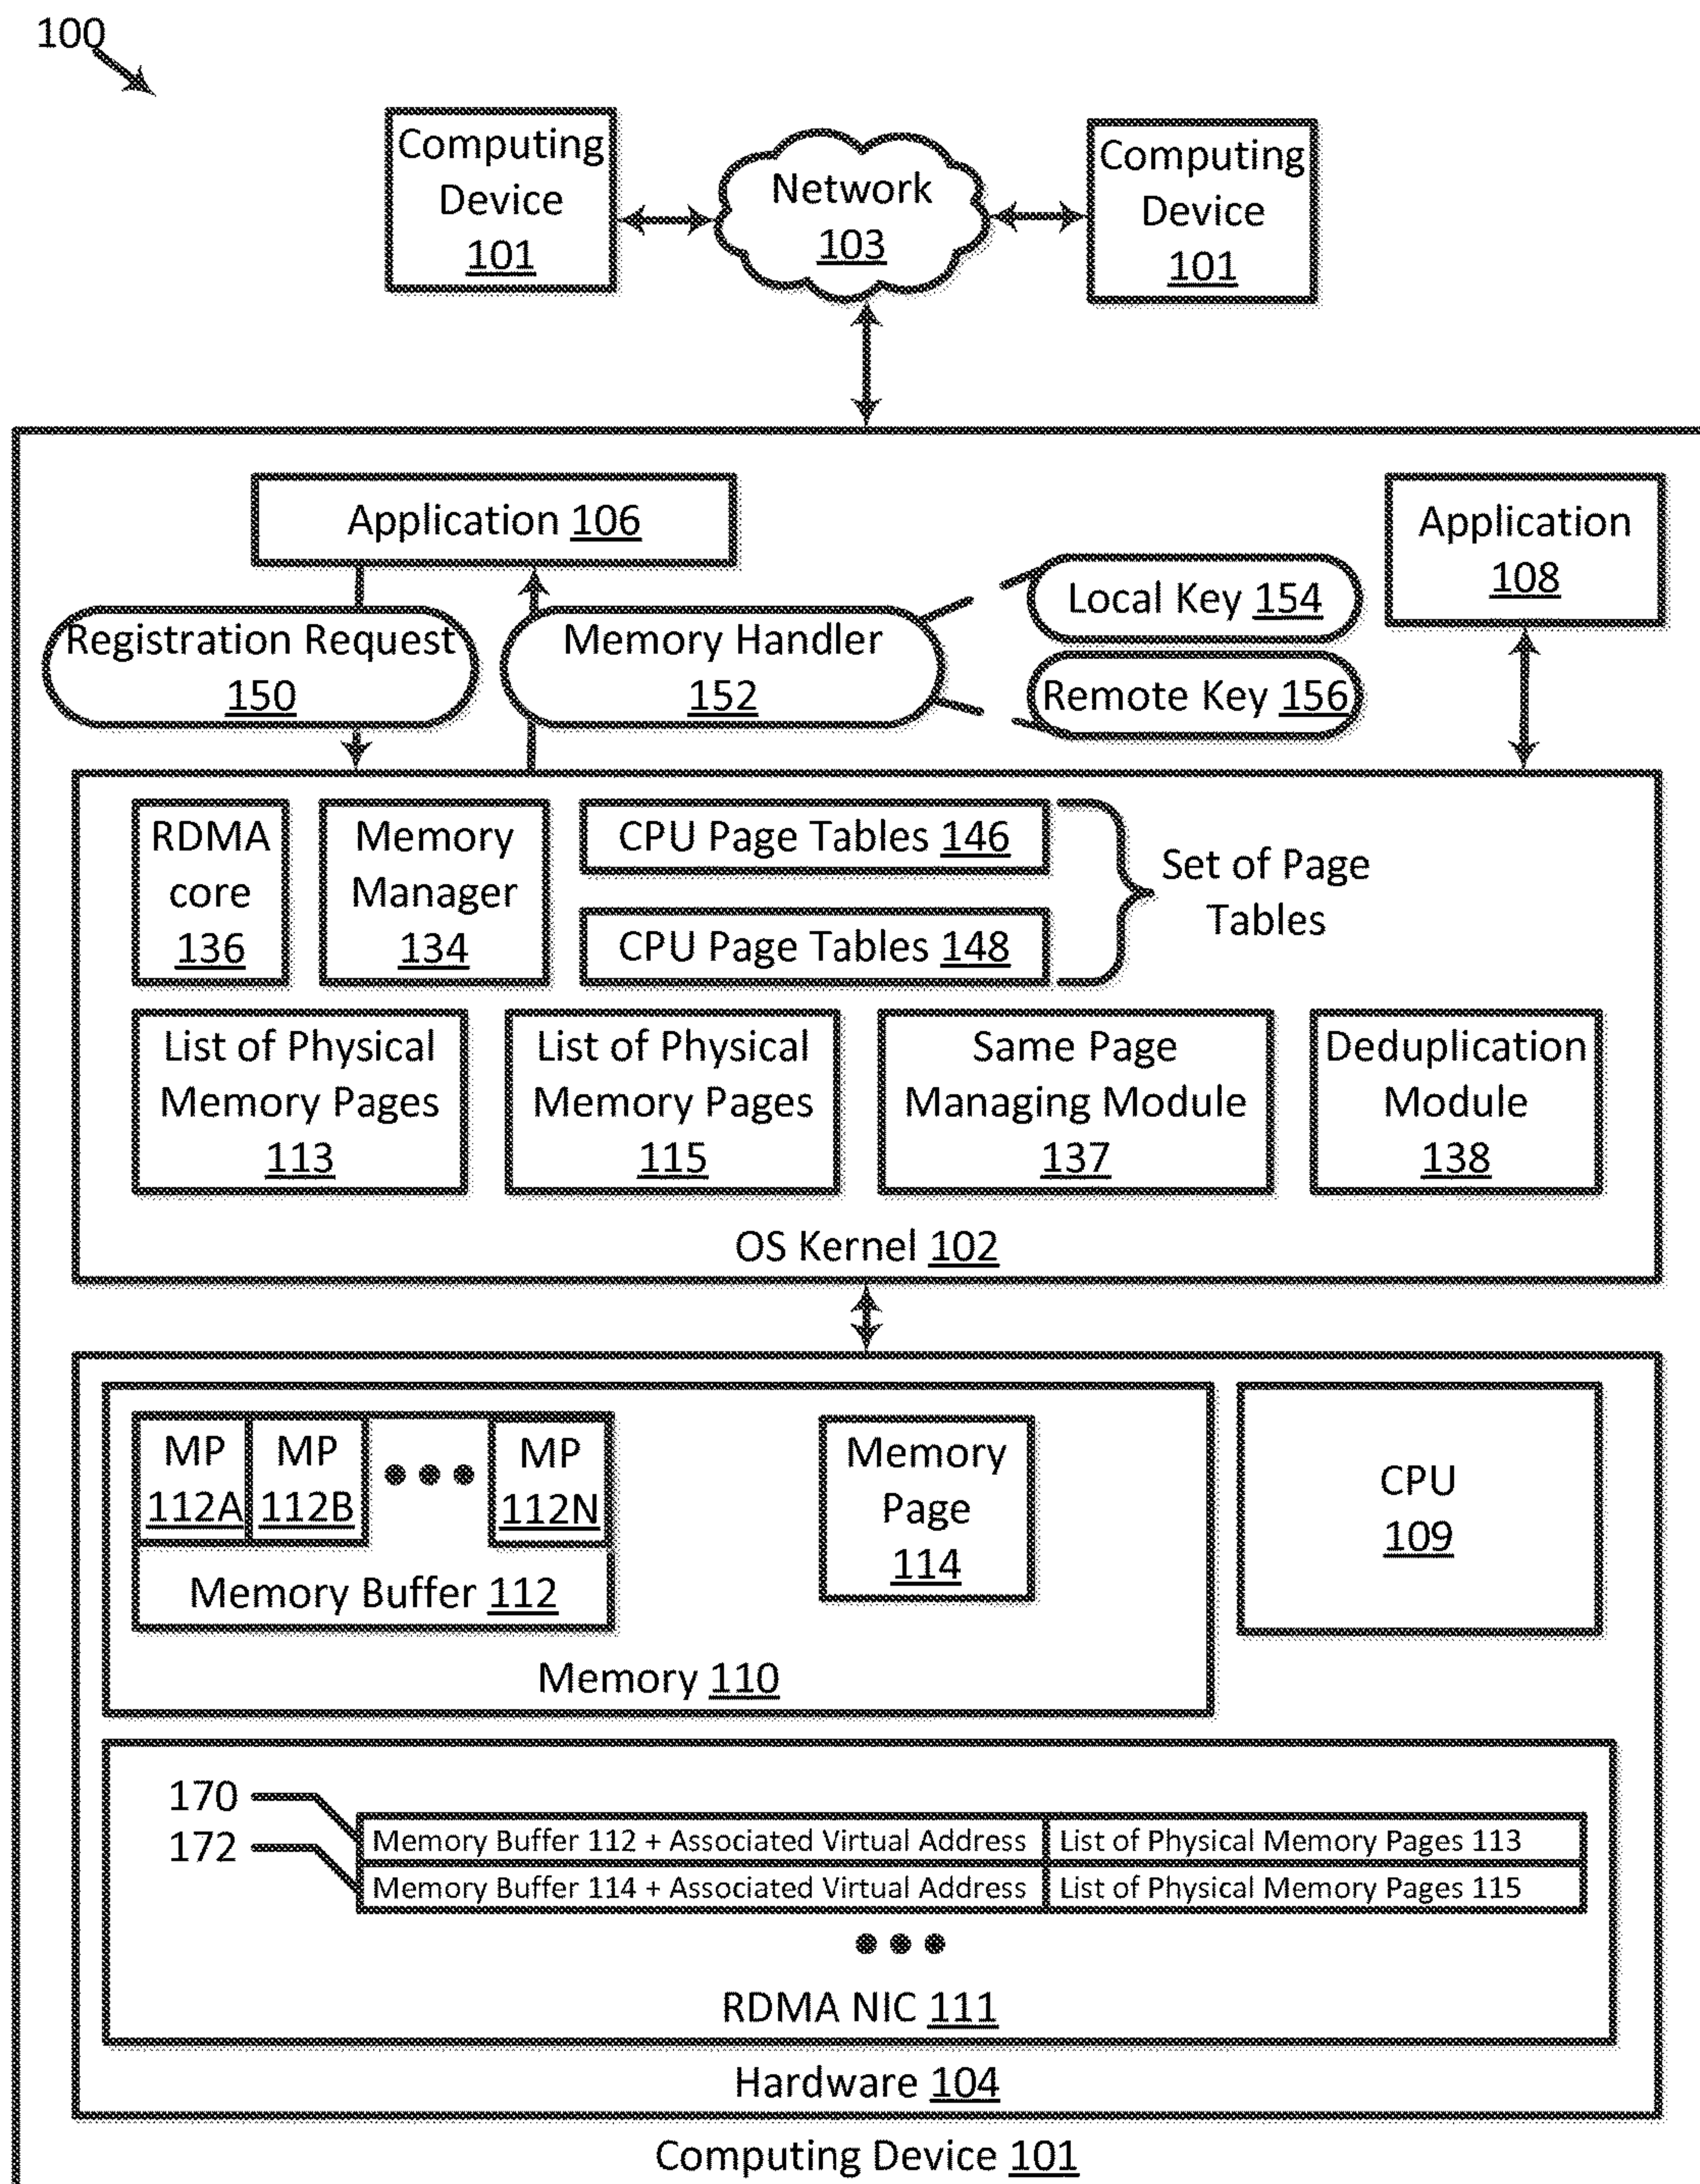 100
Computing
Device
101
Network
103
Computing
Device
101
Application 106
Application
108
Registration Request
150
Memory Handler
152
Local Key 154
Remote Key 156
RDMA
core
136
Memory
Manager
134
CPU Page Tables 146
CPU Page Tables 148
Set of Page
Tables
List of Physical
Memory Pages
113
List of Physical
Memory Pages
115
Same Page
Managing Module
137
Deduplication
Module
138
OS Kernel 102
MP
112A
MP
112B
MP
112N
Memory Buffer 112
Memory
Page
114
Memory 110
CPU
109
170
172
Memory Buffer 112 + Associated Virtual Address
List of Physical Memory Pages 113
Memory Buffer 114 + Associated Virtual Address
List of Physical Memory Pages 115
RDMA NIC 111
Hardware 104
Computing Device 101